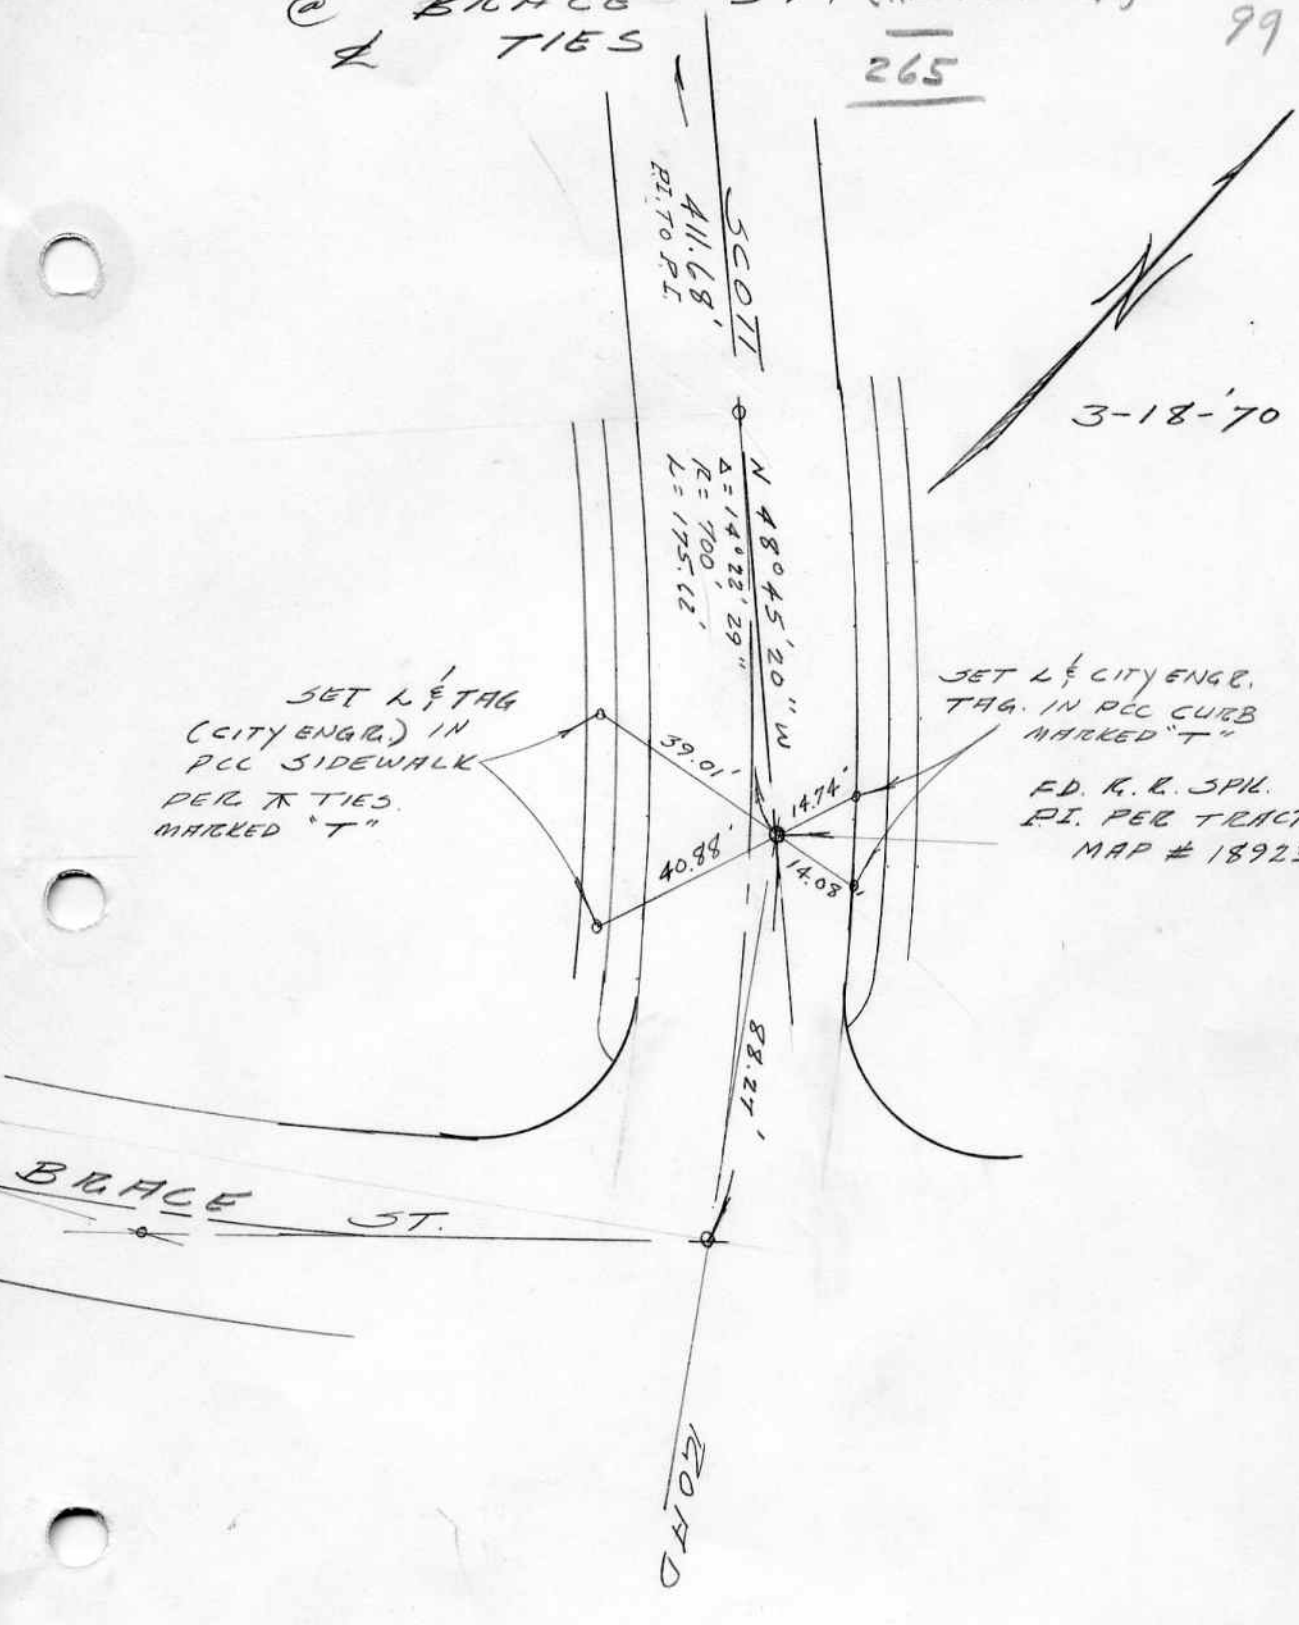 @ BRACE ST.
℄ TIES
99
265
←
411.68'
P.I. TO P.I.
SCOTT
3-18-'70
N 48° 45' 20" W
Δ = 14° 22' 29"
R = 700'
L = 175.62'
SET L & TAG
(CITY ENGR.) IN
PCC SIDEWALK
PER TIES.
MARKED "T"
SET L & CITY ENGR.
TAG. IN PCC CURB
MARKED "T"
FD. R.R. SPK.
P.I. PER TRACT
MAP # 1892
39.01'
14.74'
40.88'
14.08'
88.27'
BRACE ST.
ROAD